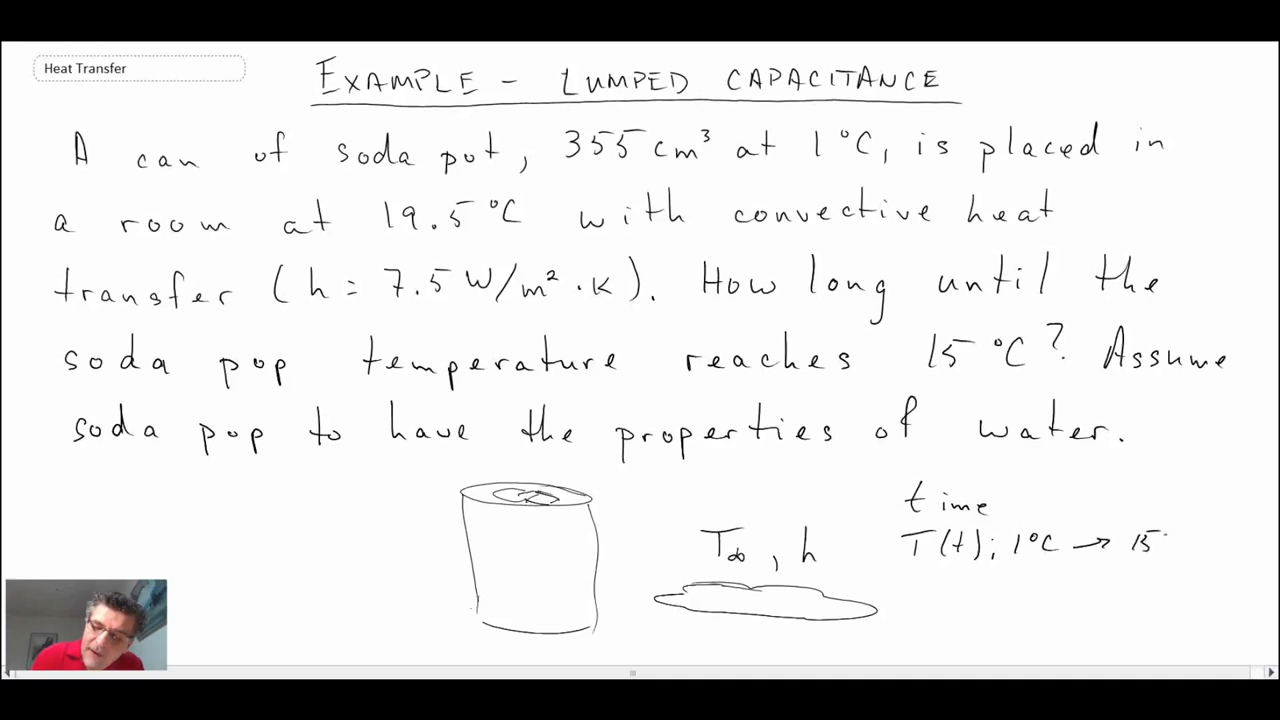 Heat Transfer
EXAMPLE - LUMPED CAPACITANCE
A can of soda pot, 355 cm³ at 1 °C, is placed in
a room at 19.5 °C with convective heat
transfer (h = 7.5 W/m² · K). How long until the
soda pop temperature reaches 15 °C? Assume
soda pop to have the properties of water.
time
T∞, h
T(t); 1°C → 15